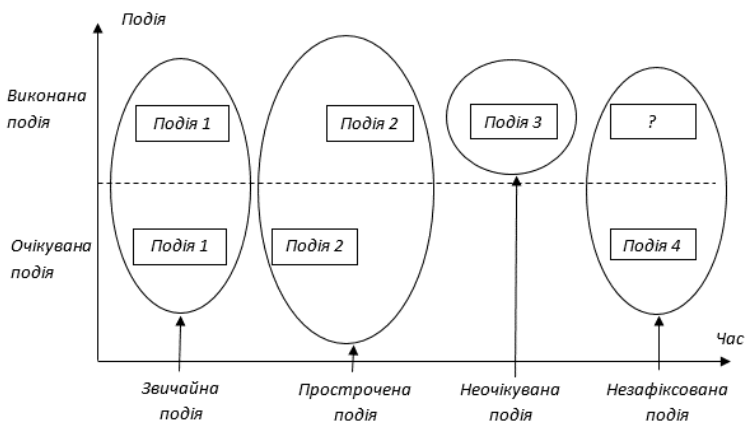 Подія
Виконана
подія
Подія 1
Подія 2
Подія 3
?
Очікувана
подія
Подія 1
Подія 2
Подія 4
Час
Звичайна
подія
Прострочена
подія
Неочікувана
подія
Незафіксована
подія